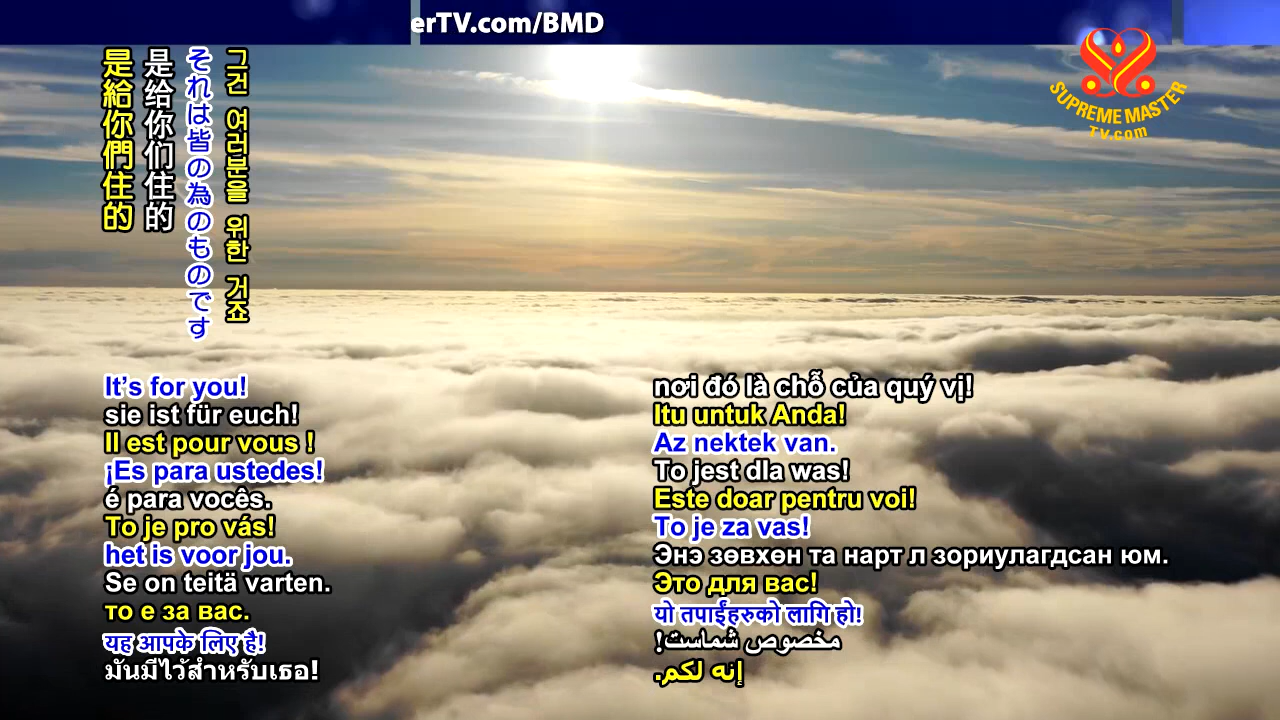 erTV.com/BMD
SUPREME MASTER
TV.com
是給你們住的
是给你们住的
それは皆の為のものです
그건 여러분을 위한 거죠
It's for you!
sie ist für euch!
Il est pour vous !
¡Es para ustedes!
é para vocês.
To je pro vás!
het is voor jou.
Se on teitä varten.
то е за вас.
यह आपके लिए है!
มันมีไว้สำหรับเธอ!
nơi đó là chỗ của quý vị!
Itu untuk Anda!
Az nektek van.
To jest dla was!
Este doar pentru voi!
To je za vas!
Энэ зөвхөн та нарт л зориулагдсан юм.
Это для вас!
यो तपाईंहरुको लागि हो!
مخصوص شماست!
إنه لكم.